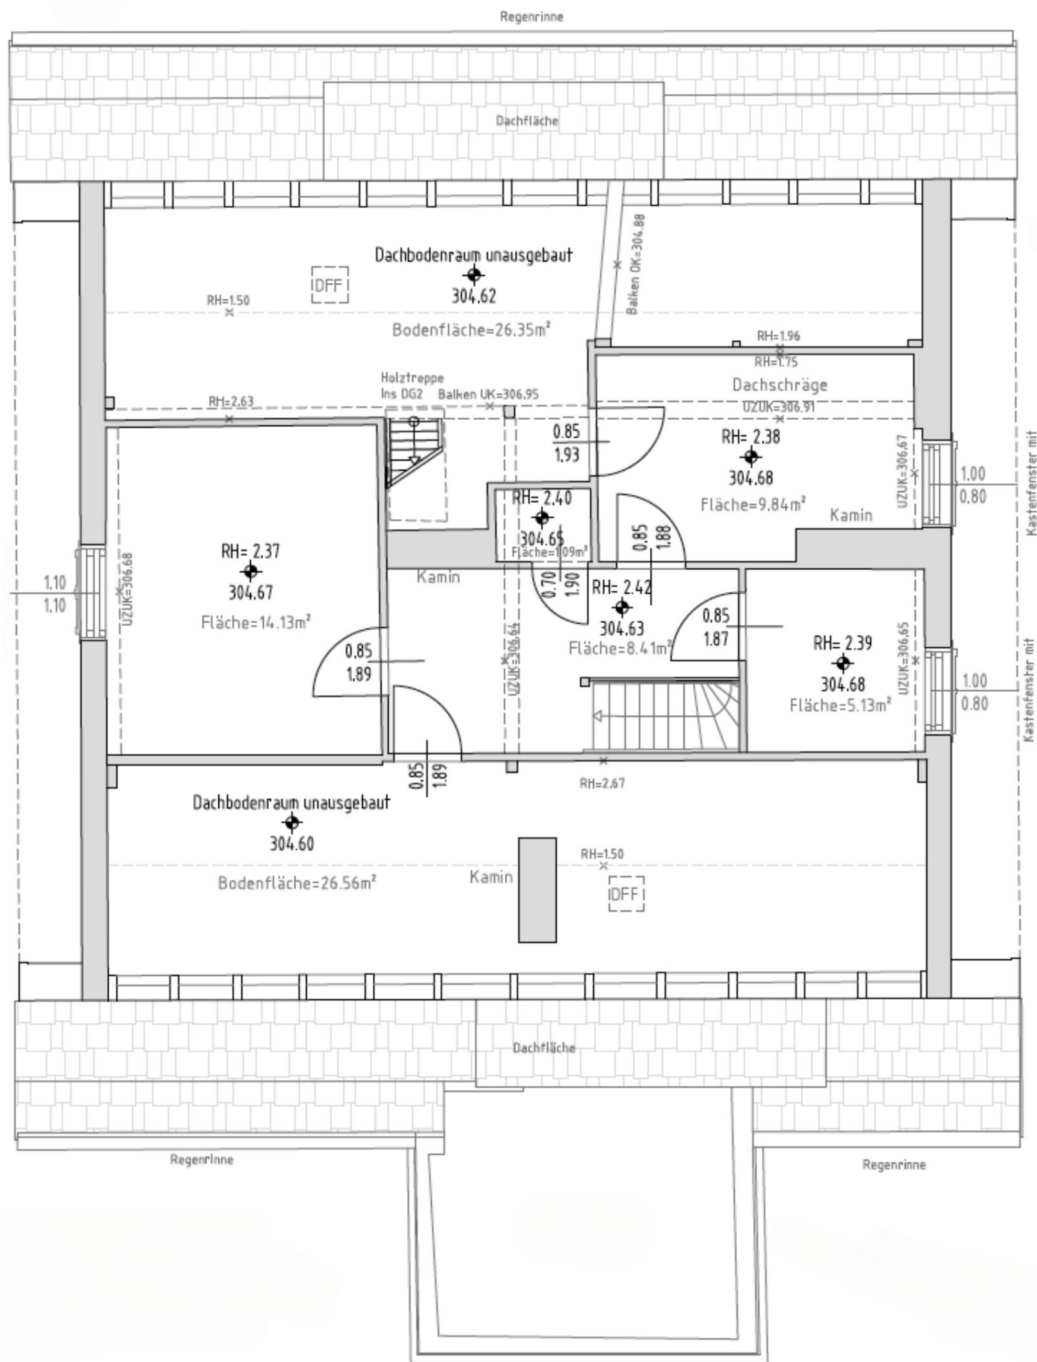 Regenrinne
Dachfläche
Dachbodenraum unausgebaut
304.62
DFF
RH=1.50
Bodenfläche=26.35m²
Balken OK=304.88
RH=1.96
RH=1.75
Dachschräge
UZUK=306.91
Holztreppe
Ins DG2
Balken UK=306.95
RH=2,63
0.85
1.93
RH= 2.38
304.68
Fläche=9.84m²
UZUK=306,67
1.00
0.80
Kastenfenster mit
Kamin
RH= 2.40
304.65
Fläche=1.09m²
0.85
1.88
RH= 2.37
304.67
Fläche=14.13m²
1.10
1.10
UZUK=306.68
Kamin
0.70
1.90
RH= 2.42
304.63
Fläche=8.41m²
UZUK=306.64
0.85
1.87
0.85
1.89
RH= 2.39
304.68
Fläche=5.13m²
UZUK=306,65
1.00
0.80
Kastenfenster mit
0.85
1.89
RH=2,67
Dachbodenraum unausgebaut
304.60
Bodenfläche=26.56m²
Kamin
RH=1.50
DFF
Dachfläche
Regenrinne
Regenrinne